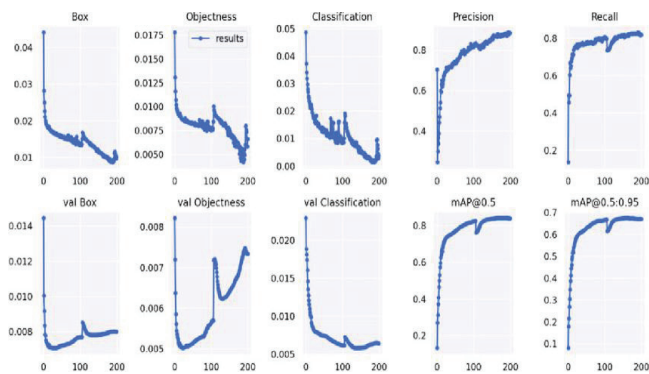 Box
Objectness
Classification
Precision
Recall
0.04
0.03
0.02
0.01
0.0175
0.0150
0.0125
0.0100
0.0075
0.0050
results
0.05
0.04
0.03
0.02
0.01
0.00
0.8
0.6
0.4
0.8
0.6
0.4
0.2
0 100 200
0 100 200
0 100 200
0 100 200
0 100 200
val Box
val Objectness
val Classification
mAP@0.5
mAP@0.5:0.95
0.014
0.012
0.010
0.008
0.008
0.007
0.006
0.005
0.020
0.015
0.010
0.005
0.8
0.6
0.4
0.2
0.7
0.6
0.5
0.4
0.3
0.2
0.1
0 100 200
0 100 200
0 100 200
0 100 200
0 100 200